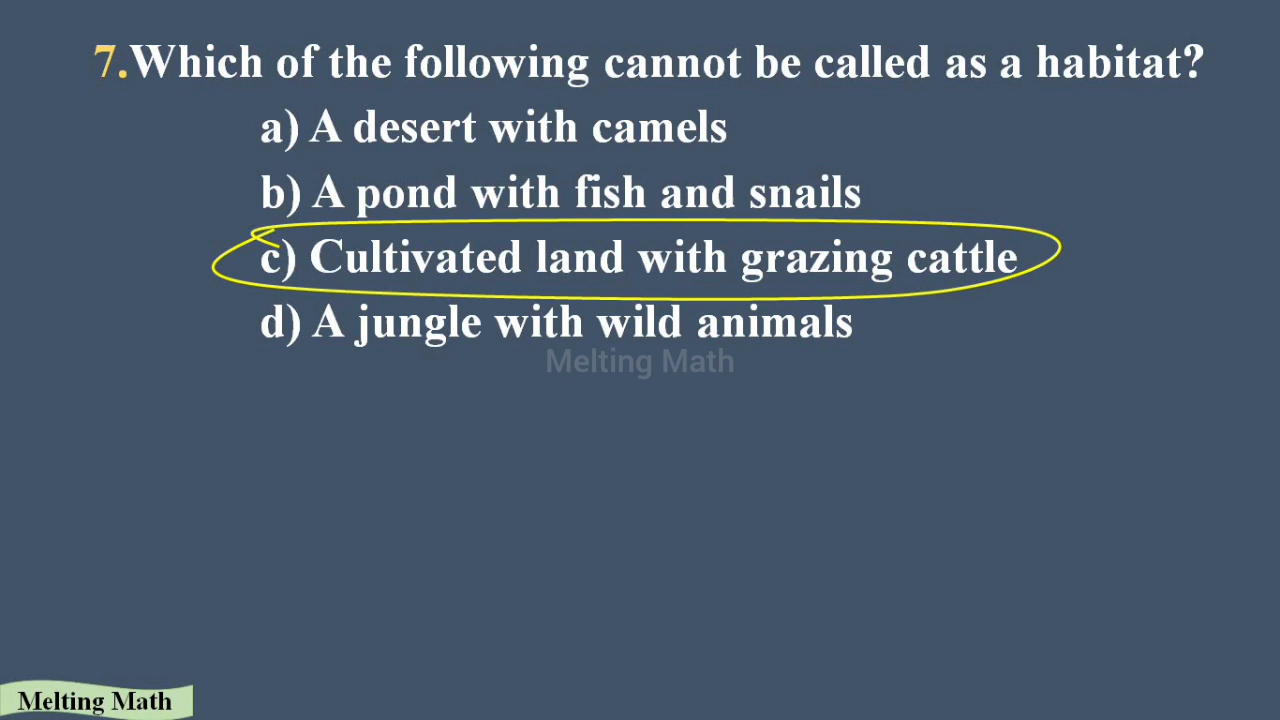 7.Which of the following cannot be called as a habitat?
a) A desert with camels
b) A pond with fish and snails
c) Cultivated land with grazing cattle
d) A jungle with wild animals
Melting Math
Melting Math